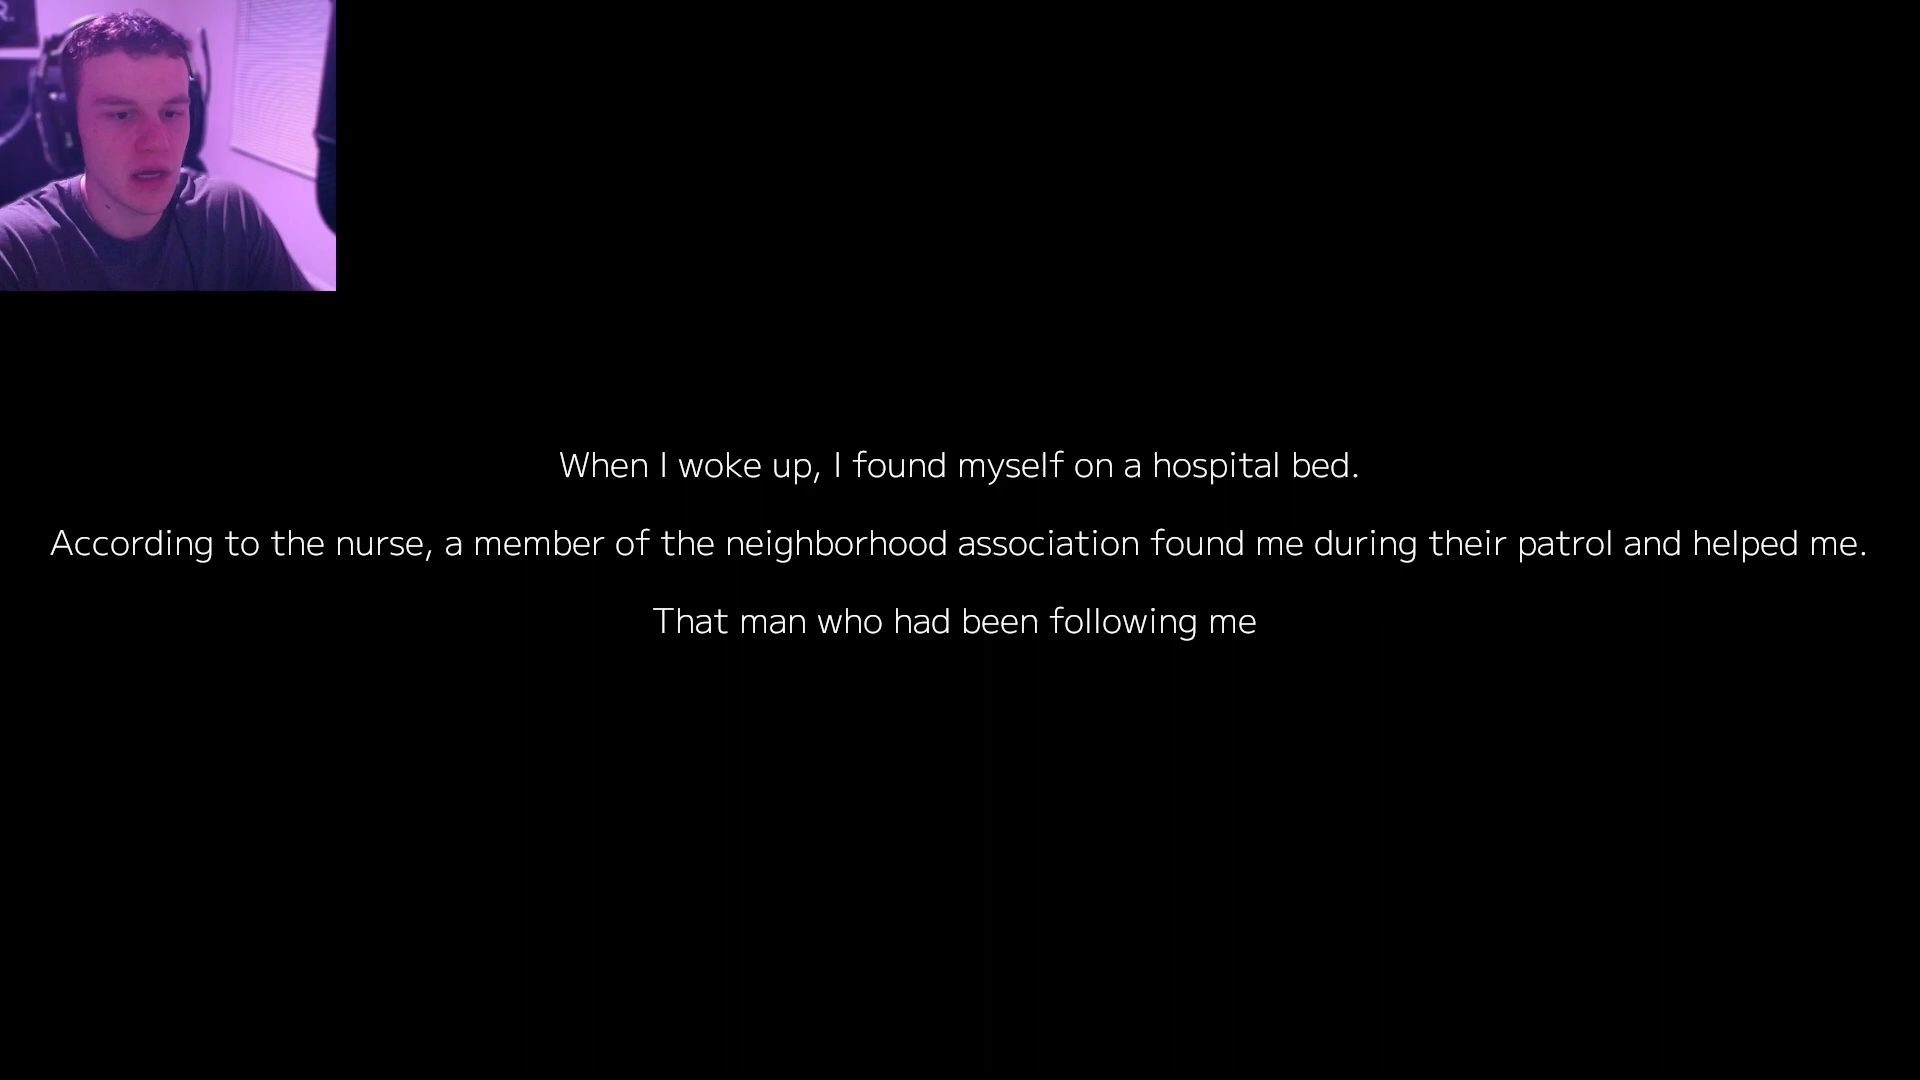 R.
When I woke up, I found myself on a hospital bed.
According to the nurse, a member of the neighborhood association found me during their patrol and helped me.
That man who had been following me